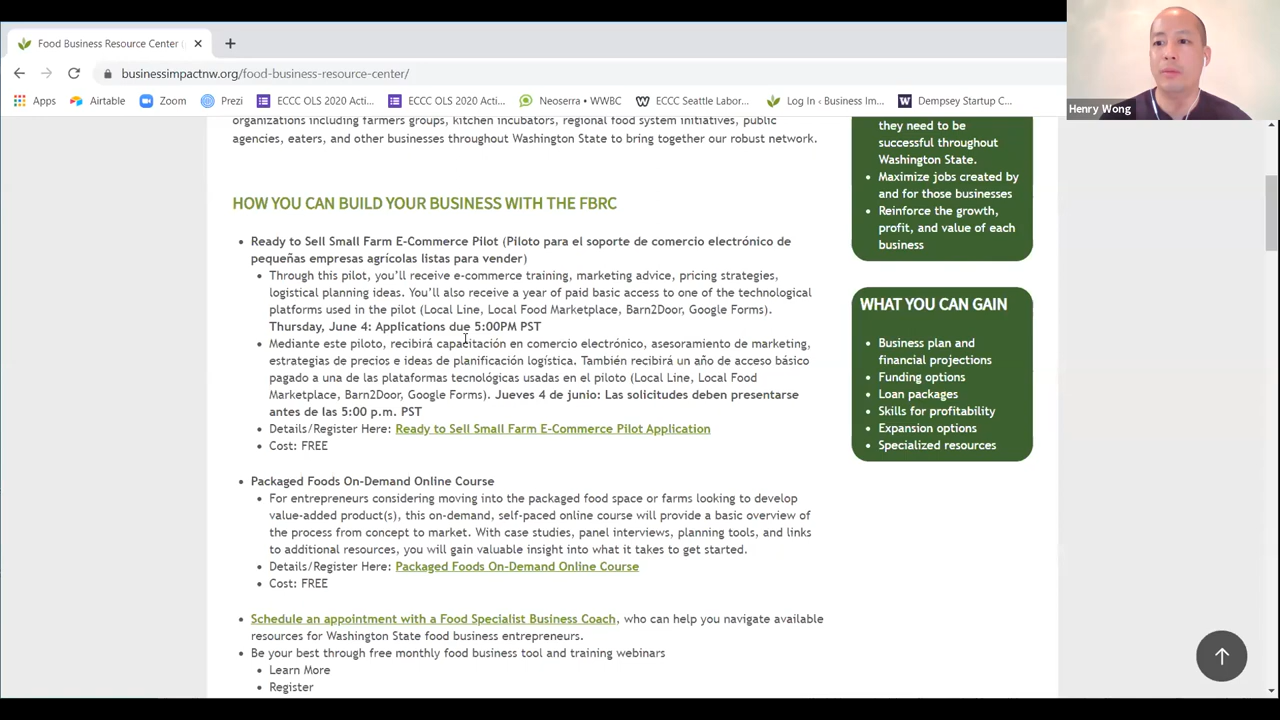 Food Business Resource Center
businessimpactnw.org/food-business-resource-center/
Apps
Airtable
Zoom
Prezi
ECCC OLS 2020 Acti...
ECCC OLS 2020 Acti...
Neoserra • WWBC
ECCC Seattle Labor...
Log In ‹ Business Im...
Dempsey Startup C...
Henry Wong
organizations including farmers groups, kitchen incubators, regional food system initiatives, public
agencies, eaters, and other businesses throughout Washington State to bring together our robust network.
HOW YOU CAN BUILD YOUR BUSINESS WITH THE FBRC
• Ready to Sell Small Farm E-Commerce Pilot (Piloto para el soporte de comercio electrónico de
pequeñas empresas agrícolas listas para vender)
• Through this pilot, you'll receive e-commerce training, marketing advice, pricing strategies,
logistical planning ideas. You'll also receive a year of paid basic access to one of the technological
platforms used in the pilot (Local Line, Local Food Marketplace, Barn2Door, Google Forms).
Thursday, June 4: Applications due 5:00PM PST
• Mediante este piloto, recibirá capacitación en comercio electrónico, asesoramiento de marketing,
estrategias de precios e ideas de planificación logística. También recibirá un año de acceso básico
pagado a una de las plataformas tecnológicas usadas en el piloto (Local Line, Local Food
Marketplace, Barn2Door, Google Forms). Jueves 4 de junio: Las solicitudes deben presentarse
antes de las 5:00 p.m. PST
• Details/Register Here: Ready to Sell Small Farm E-Commerce Pilot Application
• Cost: FREE
• Packaged Foods On-Demand Online Course
• For entrepreneurs considering moving into the packaged food space or farms looking to develop
value-added product(s), this on-demand, self-paced online course will provide a basic overview of
the process from concept to market. With case studies, panel interviews, planning tools, and links
to additional resources, you will gain valuable insight into what it takes to get started.
• Details/Register Here: Packaged Foods On-Demand Online Course
• Cost: FREE
• Schedule an appointment with a Food Specialist Business Coach, who can help you navigate available
resources for Washington State food business entrepreneurs.
• Be your best through free monthly food business tool and training webinars
• Learn More
• Register
they need to be
successful throughout
Washington State.
• Maximize jobs created by
and for those businesses
• Reinforce the growth,
profit, and value of each
business
WHAT YOU CAN GAIN
• Business plan and
financial projections
• Funding options
• Loan packages
• Skills for profitability
• Expansion options
• Specialized resources